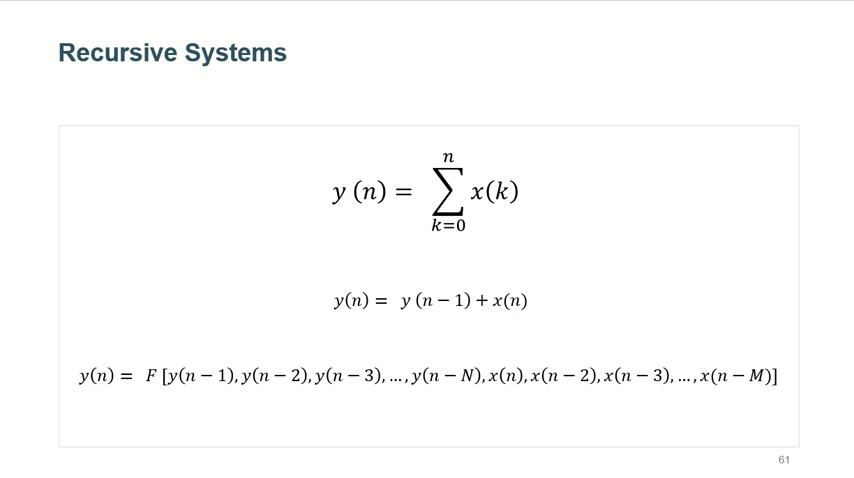 Recursive Systems
n
y (n) = ∑ x(k)
k=0
y(n) = y (n − 1) + x(n)
y(n) = F [y(n − 1), y(n − 2), y(n − 3), … , y(n − N), x(n), x(n − 2), x(n − 3), … , x(n − M)]
61